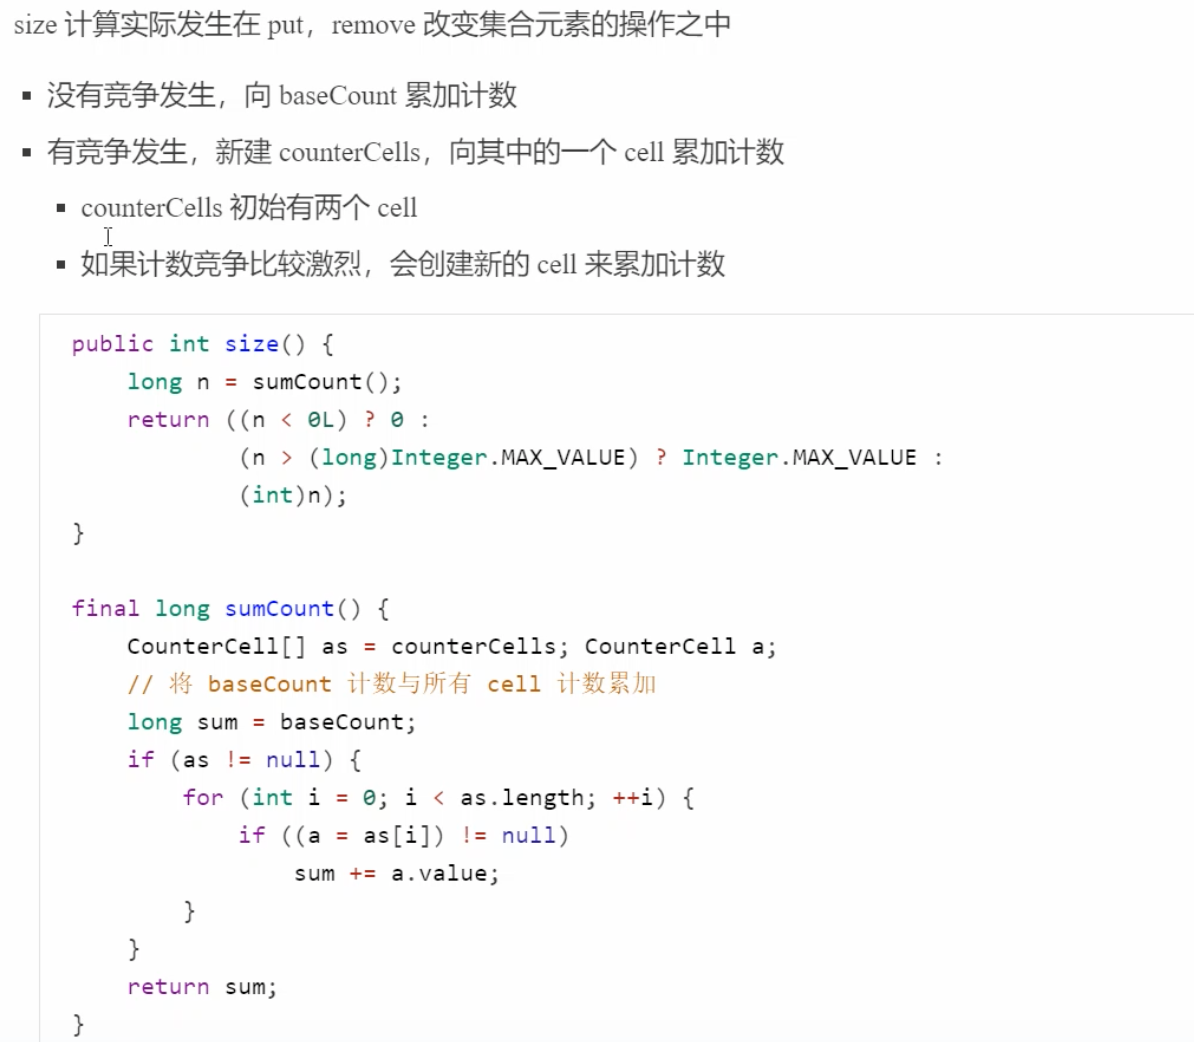 size 计算实际发生在 put，remove 改变集合元素的操作之中
▪ 没有竞争发生，向 baseCount 累加计数
▪ 有竞争发生，新建 counterCells，向其中的一个 cell 累加计数
▪ counterCells 初始有两个 cell
▪ 如果计数竞争比较激烈，会创建新的 cell 来累加计数
public int size() {
    long n = sumCount();
    return ((n < 0L) ? 0 :
            (n > (long)Integer.MAX_VALUE) ? Integer.MAX_VALUE :
            (int)n);
}
final long sumCount() {
    CounterCell[] as = counterCells; CounterCell a;
    // 将 baseCount 计数与所有 cell 计数累加
    long sum = baseCount;
    if (as != null) {
        for (int i = 0; i < as.length; ++i) {
            if ((a = as[i]) != null)
                sum += a.value;
        }
    }
    return sum;
}